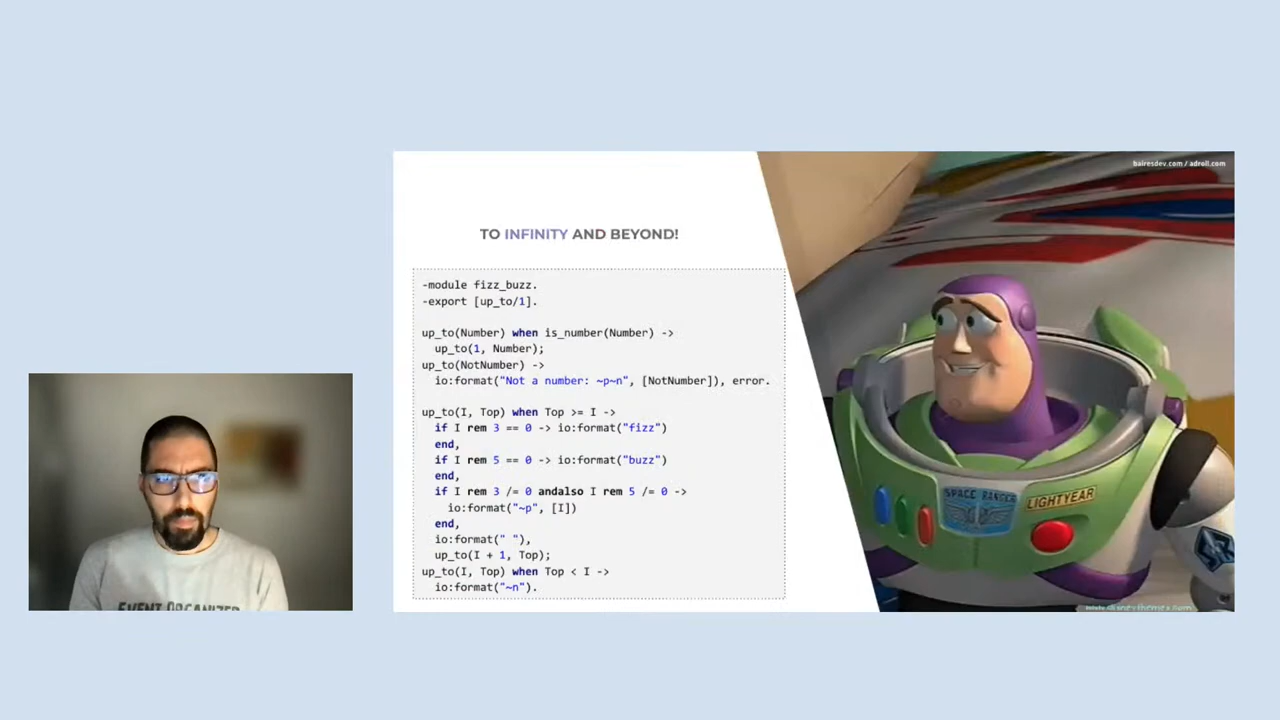 bairesdev.com / adroll.com
TO INFINITY AND BEYOND!
-module fizz_buzz.
-export [up_to/1].
up_to(Number) when is_number(Number) ->
up_to(1, Number);
up_to(NotNumber) ->
io:format("Not a number: ~p~n", [NotNumber]), error.
up_to(I, Top) when Top >= I ->
if I rem 3 == 0 -> io:format("fizz")
end,
if I rem 5 == 0 -> io:format("buzz")
end,
if I rem 3 /= 0 andalso I rem 5 /= 0 ->
io:format("~p", [I])
end,
io:format(" "),
up_to(I + 1, Top);
up_to(I, Top) when Top < I ->
io:format("~n").
SPACE RANGER
LIGHTYEAR
EVENT ORGANIZER